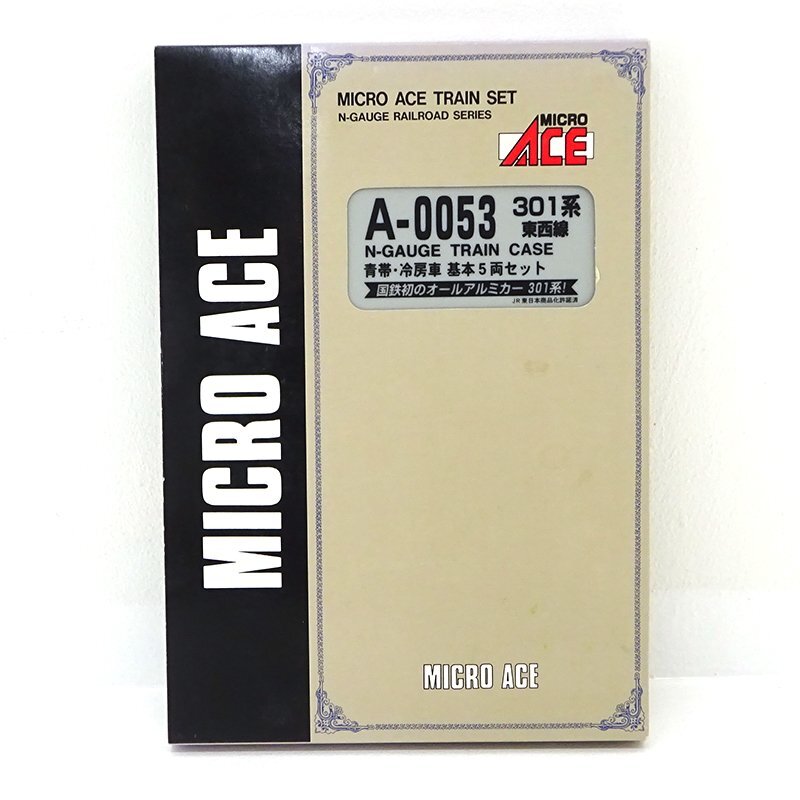 MICRO ACE
MICRO ACE TRAIN SET
N-GAUGE RAILROAD SERIES
MICRO
ACE
A-0053 301系
東西線
N-GAUGE TRAIN CASE
青帯・冷房車 基本5両セット
国鉄初のオールアルミカー 301系!
JR東日本商品化許諾済
MICRO ACE